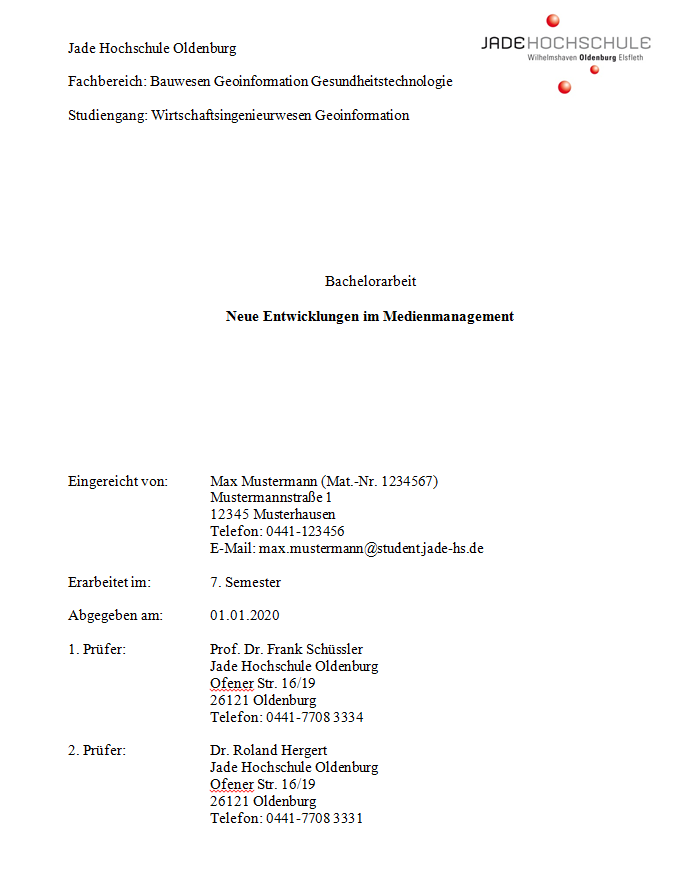 Jade Hochschule Oldenburg
JADEHOCHSCHULE
Wilhelmshaven Oldenburg Elsfleth
Fachbereich: Bauwesen Geoinformation Gesundheitstechnologie
Studiengang: Wirtschaftsingenieurwesen Geoinformation
Bachelorarbeit
Neue Entwicklungen im Medienmanagement
Eingereicht von: Max Mustermann (Mat.-Nr. 1234567)
Mustermannstraße 1
12345 Musterhausen
Telefon: 0441-123456
E-Mail: max.mustermann@student.jade-hs.de
Erarbeitet im: 7. Semester
Abgegeben am: 01.01.2020
1. Prüfer: Prof. Dr. Frank Schüssler
Jade Hochschule Oldenburg
Ofener Str. 16/19
26121 Oldenburg
Telefon: 0441-7708 3334
2. Prüfer: Dr. Roland Hergert
Jade Hochschule Oldenburg
Ofener Str. 16/19
26121 Oldenburg
Telefon: 0441-7708 3331